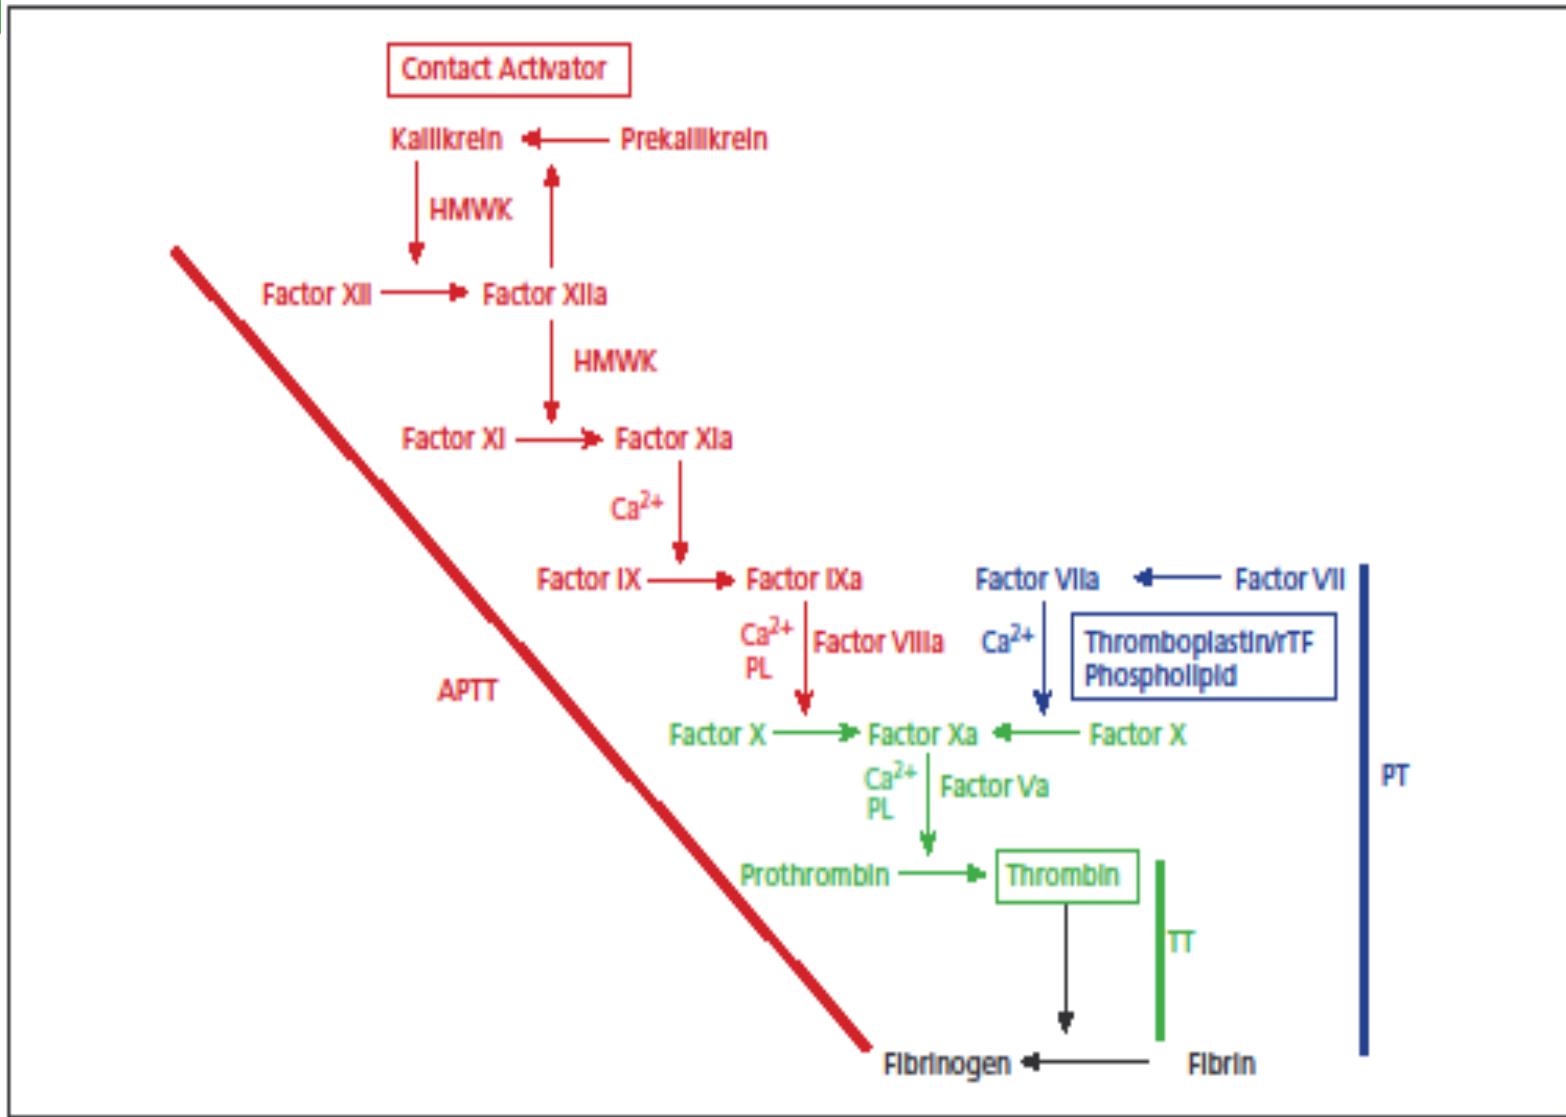 Contact Activator
Kallikrein
Prekallikrein
HMWK
Factor XII
Factor XIIa
HMWK
Factor XI
Factor XIa
Ca2+
Factor IX
Factor IXa
Factor VIIa
Factor VII
Ca2+
PL
Factor VIIIa
Ca2+
Thromboplastin/rTF
Phospholipid
APTT
Factor X
Factor Xa
Factor X
Ca2+
PL
Factor Va
PT
Prothrombin
Thrombin
TT
Fibrinogen
Fibrin